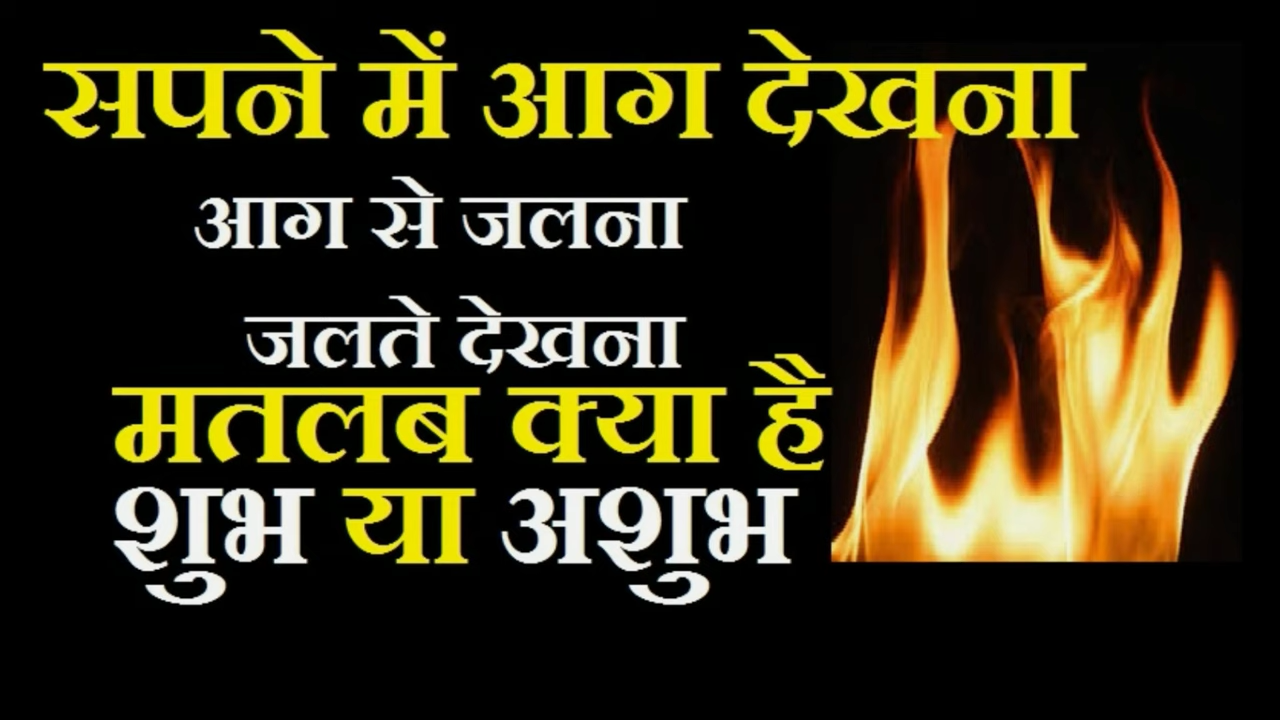 सपने में आग देखना
आग से जलना
जलते देखना
मतलब क्या है
शुभ या अशुभ